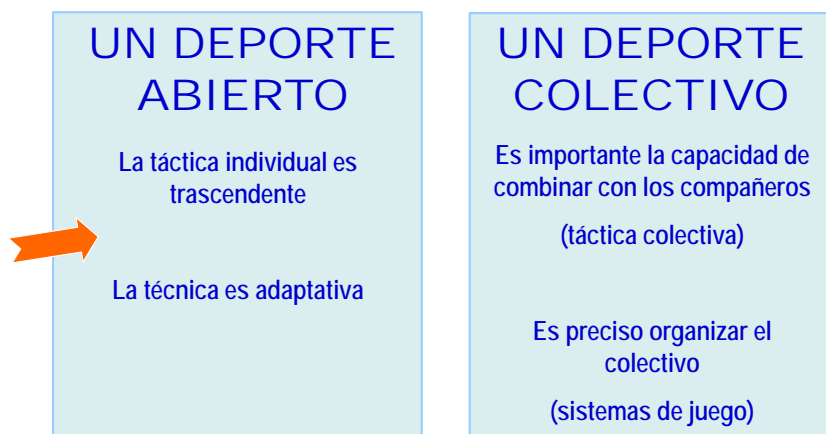 UN DEPORTE
ABIERTO
La táctica individual es
trascendente
La técnica es adaptativa
UN DEPORTE
COLECTIVO
Es importante la capacidad de
combinar con los compañeros
(táctica colectiva)
Es preciso organizar el
colectivo
(sistemas de juego)